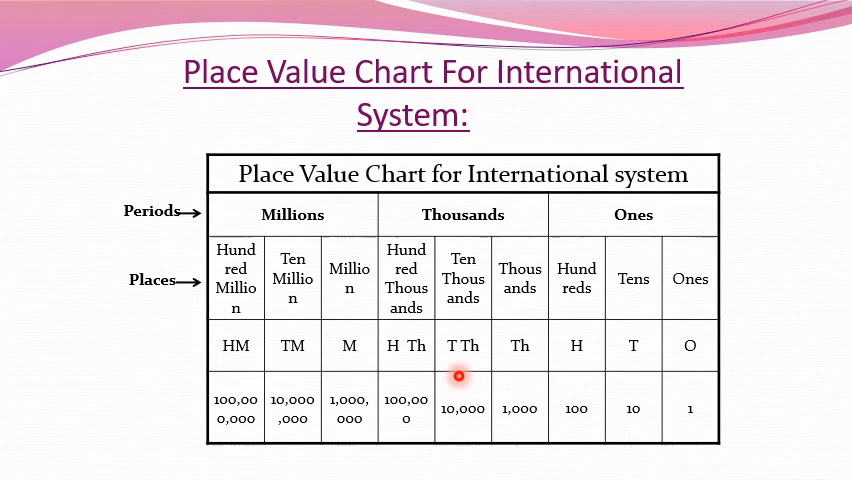 Place Value Chart For International
System:
Place Value Chart for International system
Periods
Millions Thousands Ones
Places
Hund
red
Millio
n
Ten
Millio
n
Millio
n
Hund
red
Thous
ands
Ten
Thous
ands
Thous
ands
Hund
reds
Tens
Ones
HM TM M H Th T Th Th H T O
100,00
0,000
10,000
,000
1,000,
000
100,00
0
10,000
1,000
100
10
1